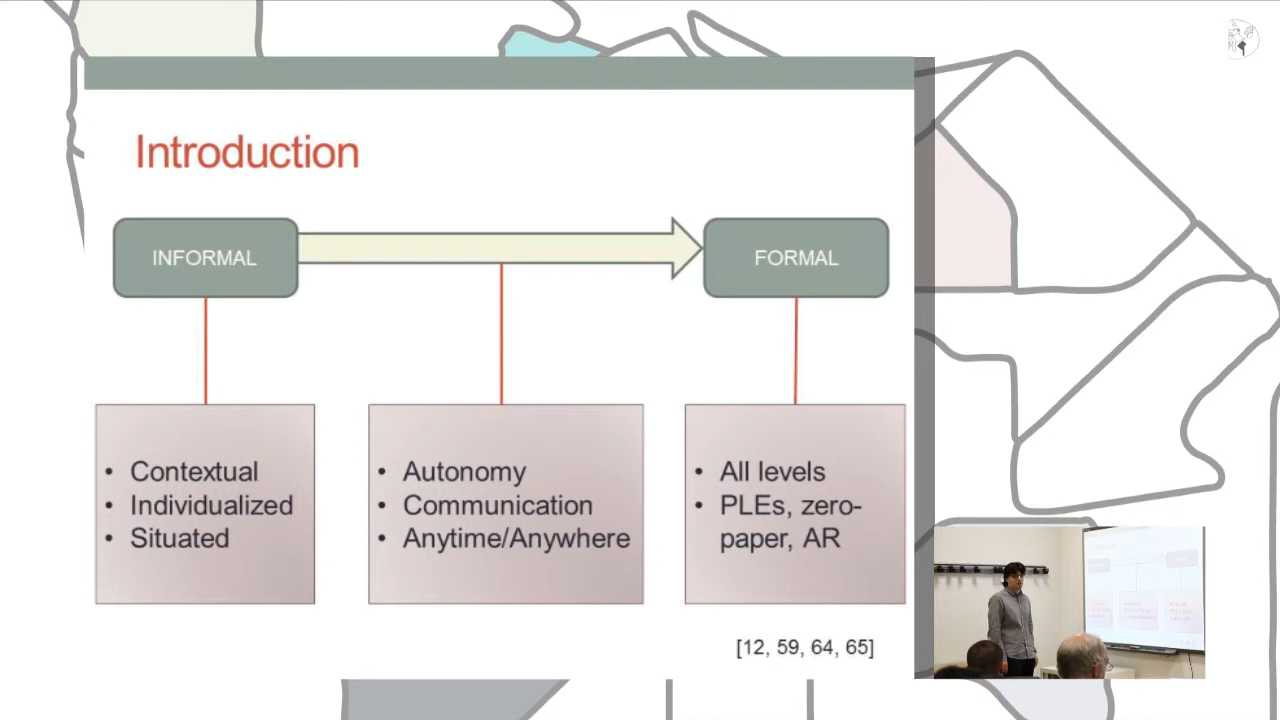 Introduction
INFORMAL
FORMAL
• Contextual
• Individualized
• Situated
• Autonomy
• Communication
• Anytime/Anywhere
• All levels
• PLEs, zero-
paper, AR
[12, 59, 64, 65]